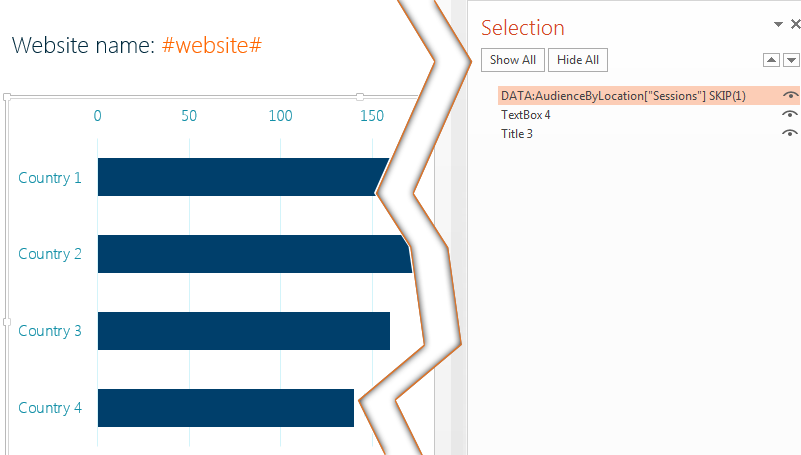 Website name: #website#
0 50 100 150
Country 1
Country 2
Country 3
Country 4
Selection
Show All Hide All
DATA:AudienceByLocation["Sessions"] SKIP(1)
TextBox 4
Title 3